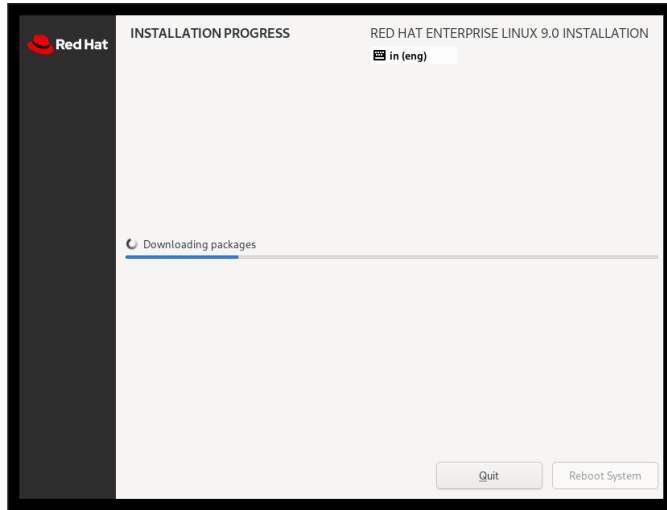 Red Hat
INSTALLATION PROGRESS
RED HAT ENTERPRISE LINUX 9.0 INSTALLATION
in (eng)
Downloading packages
Quit
Reboot System